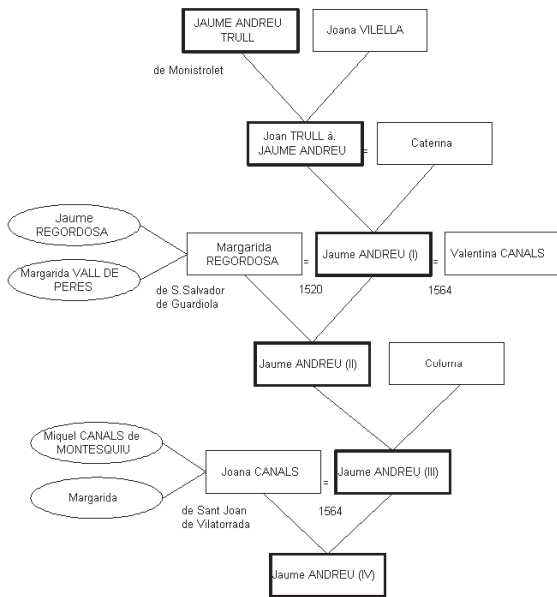 JAUME ANDREU
TRULL
Joana VILELLA
de Monistrolet
Joan TRULL à.
JAUME ANDREU
=
Caterina
Jaume
REGORDOSA
Margarida VALL DE
PERES
Margarida
REGORDOSA
=
Jaume ANDREU (I)
=
Valentina CANALS
de S.Salvador
de Guardiola
1520
1564
Jaume ANDREU (II)
Coloma
Miquel CANALS de
MONTESQUIU
Margarida
Joana CANALS
=
Jaume ANDREU (III)
de Sant Joan
de Vilatorrada
1564
Jaume ANDREU (IV)